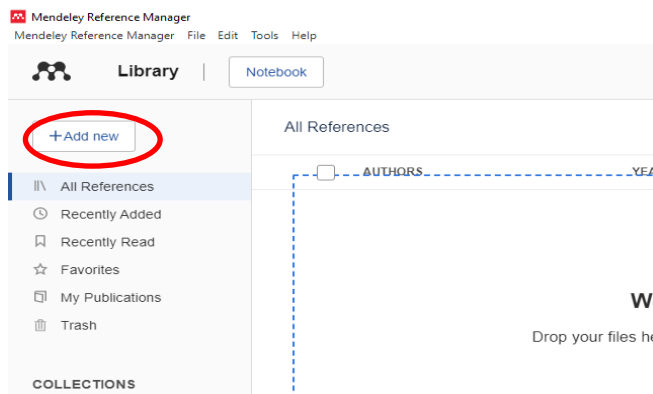 Mendeley Reference Manager
Mendeley Reference Manager File Edit Tools Help
Library Notebook
+Add new
All References
AUTHORS
All References
Recently Added
Recently Read
Favorites
My Publications
Trash
Drop your files
COLLECTIONS